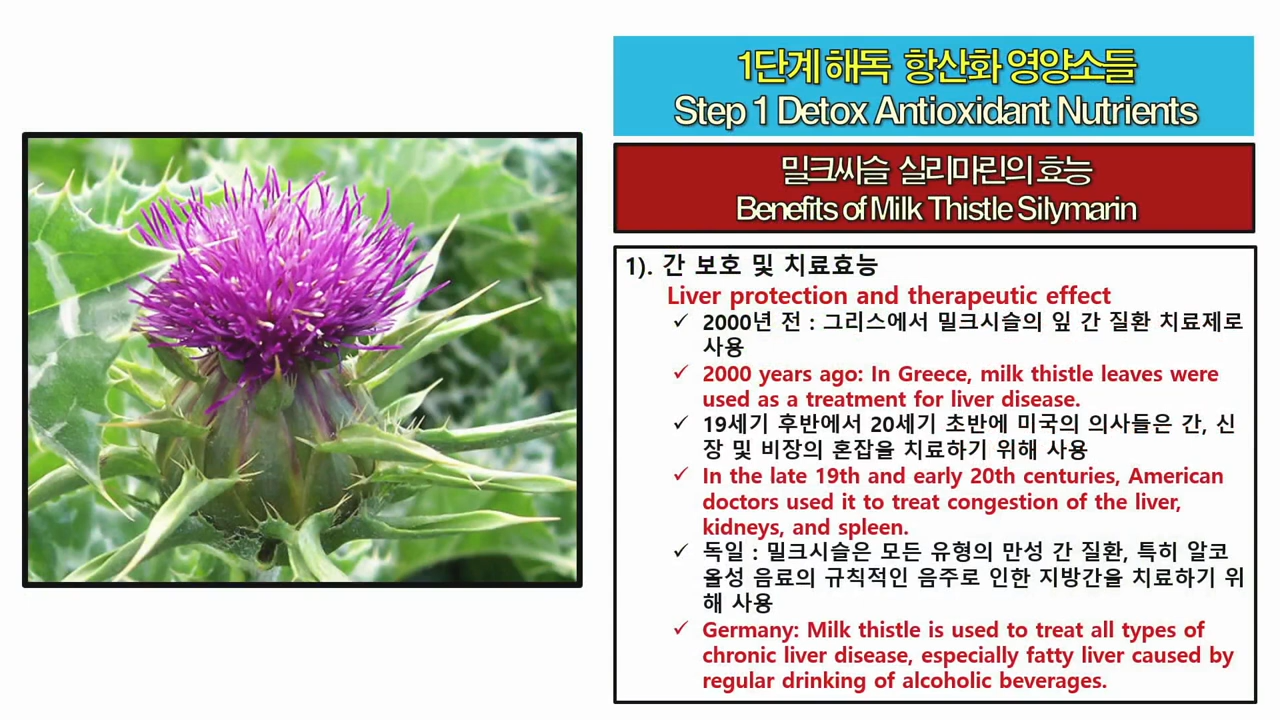 1단계 해독 항산화 영양소들
Step 1 Detox Antioxidant Nutrients
밀크씨슬 실리마린의 효능
Benefits of Milk Thistle Silymarin
1). 간 보호 및 치료효능
Liver protection and therapeutic effect
✓ 2000년 전 : 그리스에서 밀크시슬의 잎 간 질환 치료제로
사용
✓ 2000 years ago: In Greece, milk thistle leaves were
used as a treatment for liver disease.
✓ 19세기 후반에서 20세기 초반에 미국의 의사들은 간, 신
장 및 비장의 혼잡을 치료하기 위해 사용
✓ In the late 19th and early 20th centuries, American
doctors used it to treat congestion of the liver,
kidneys, and spleen.
✓ 독일 : 밀크시슬은 모든 유형의 만성 간 질환, 특히 알코
올성 음료의 규칙적인 음주로 인한 지방간을 치료하기 위
해 사용
✓ Germany: Milk thistle is used to treat all types of
chronic liver disease, especially fatty liver caused by
regular drinking of alcoholic beverages.